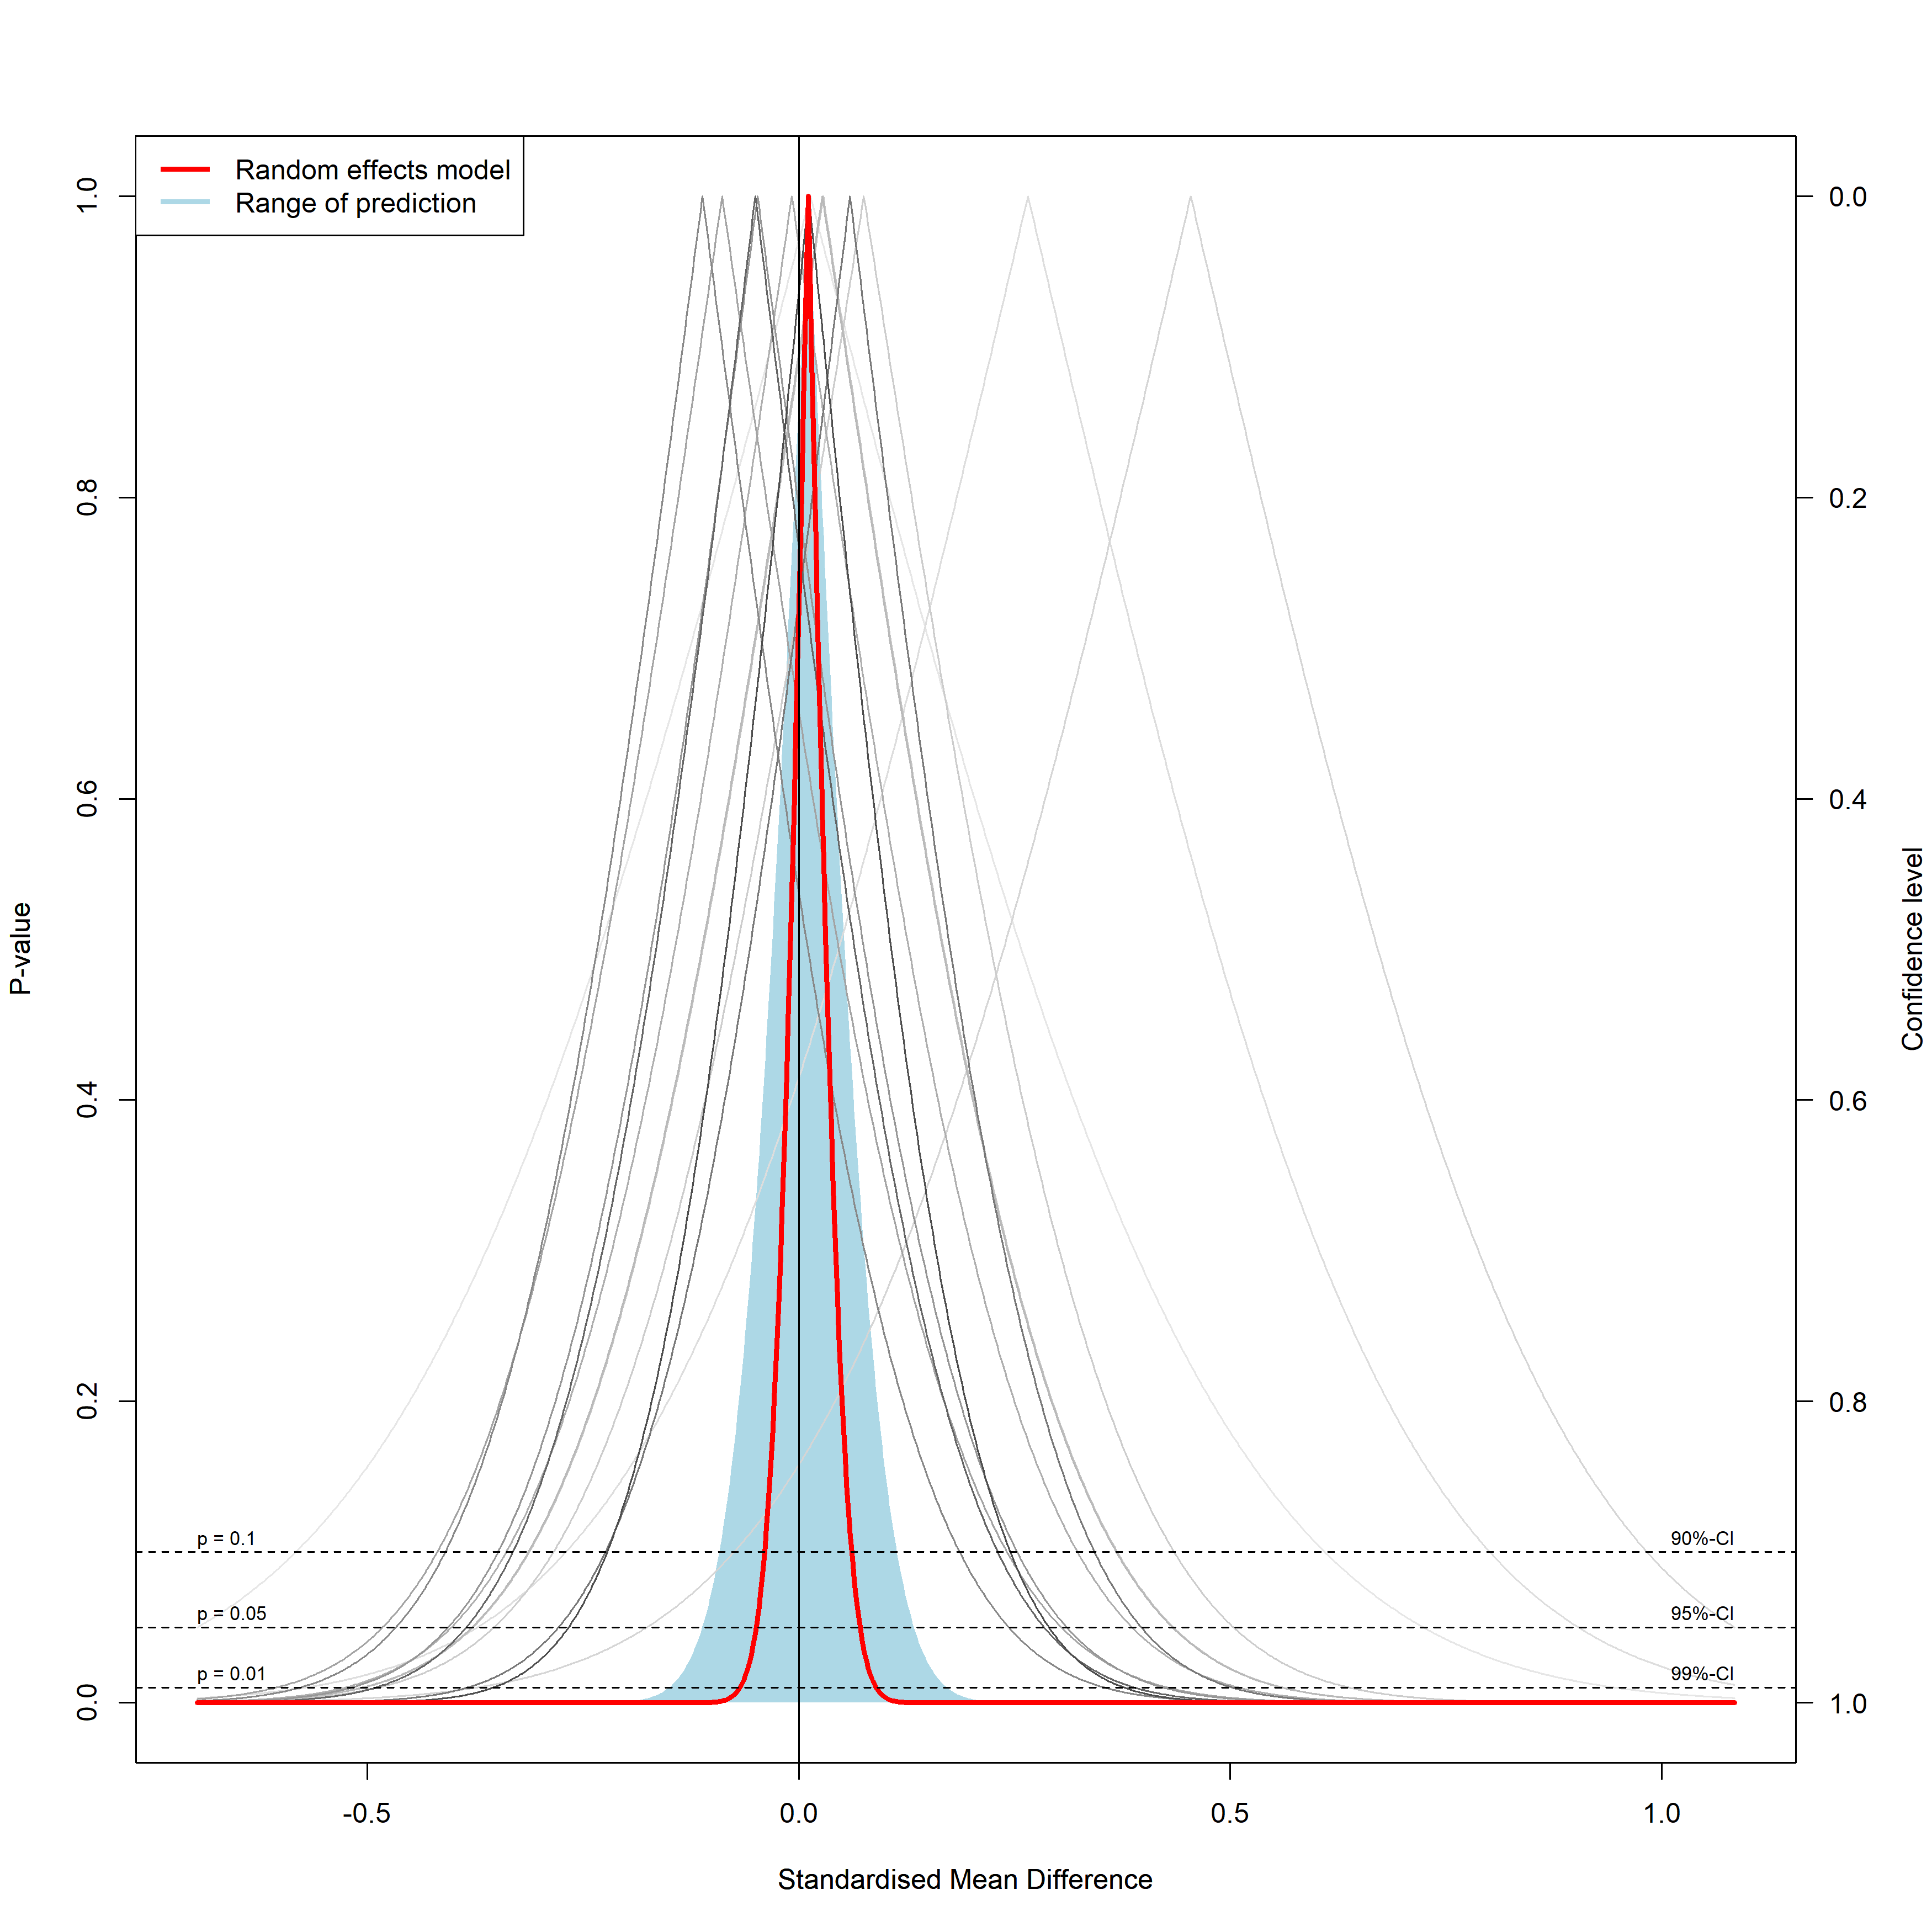 Random effects model
Range of prediction
1.0
0.8
0.6
0.4
0.2
0.0
P-value
0.0
0.2
0.4
0.6
0.8
1.0
Confidence level
p = 0.1
90%-CI
p = 0.05
95%-CI
p = 0.01
99%-CI
-0.5
0.0
0.5
1.0
Standardised Mean Difference